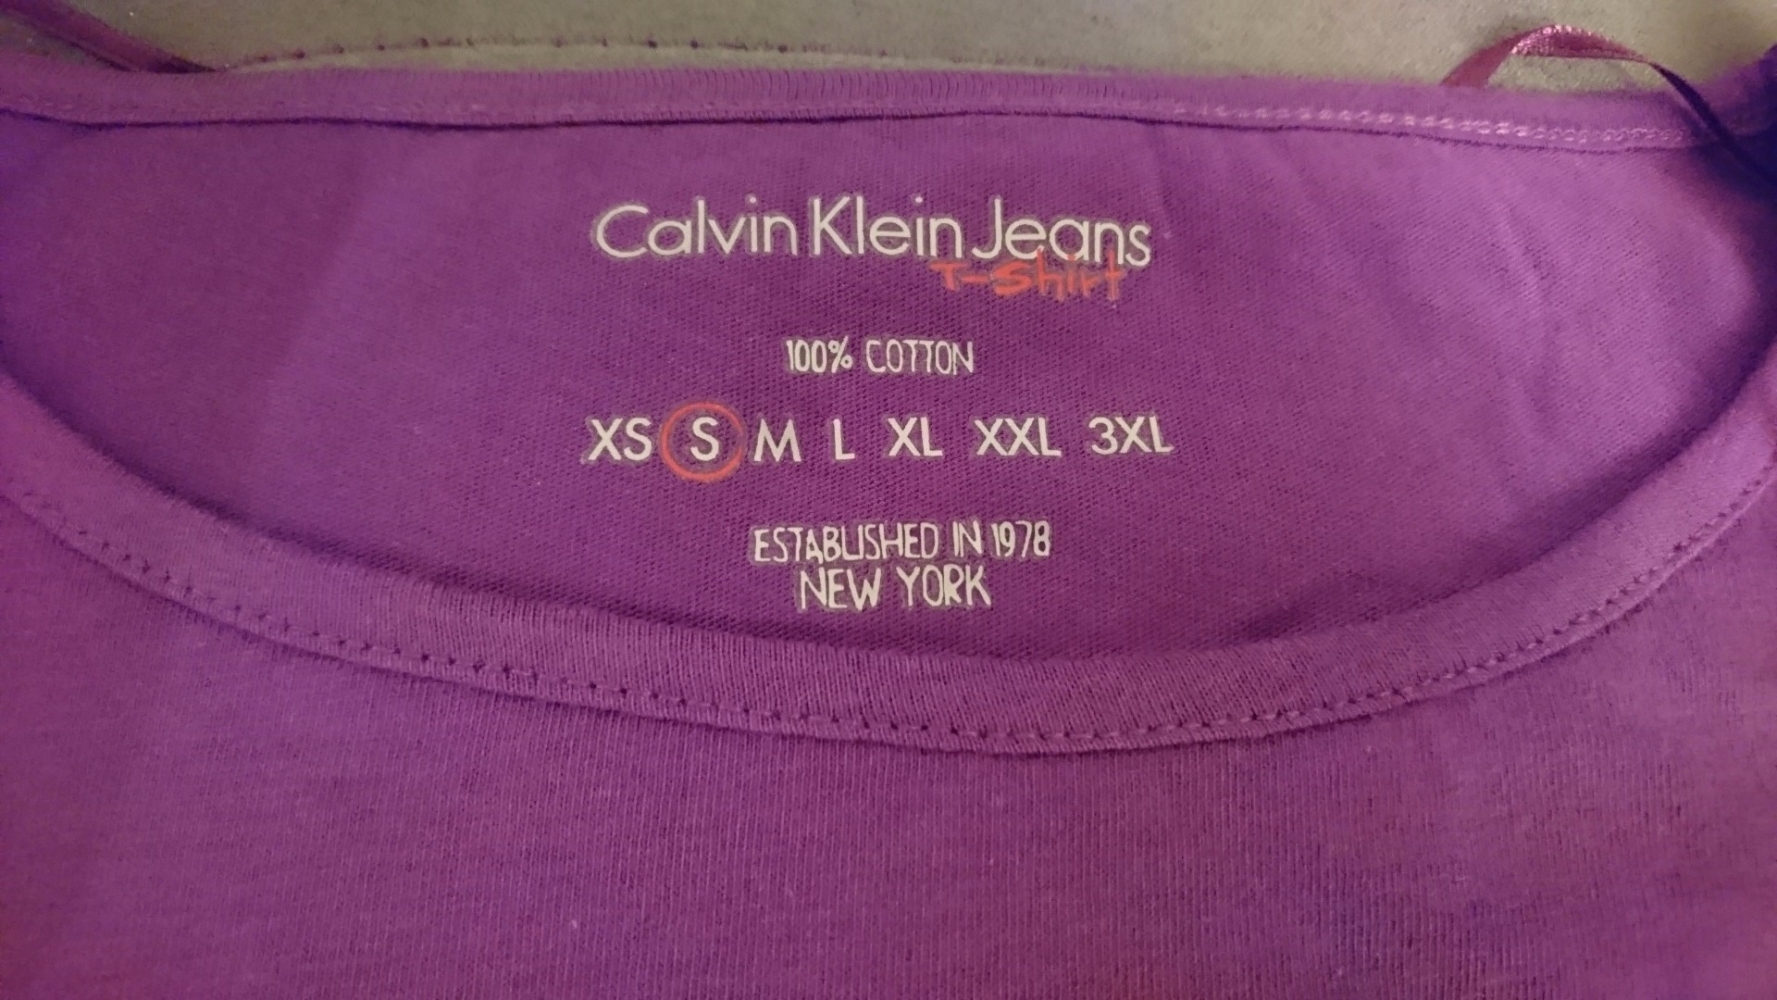 Calvin Klein Jeans
T-Shirt
100% COTTON
XS S M L XL XXL 3XL
ESTABLISHED IN 1978
NEW YORK